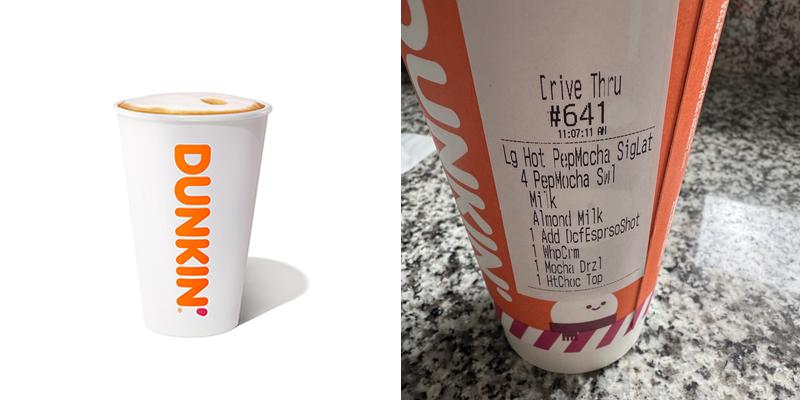 DUNKIN'
DUNKIN'
Drive Thru
#641
11:07:11 AM
Lg Hot PepMocha SigLat
4 PepMocha Swl
Milk
Almond Milk
1 Add DcfEsprsoShot
1 WhpCrm
1 Mocha Drzl
1 HtChoc Top